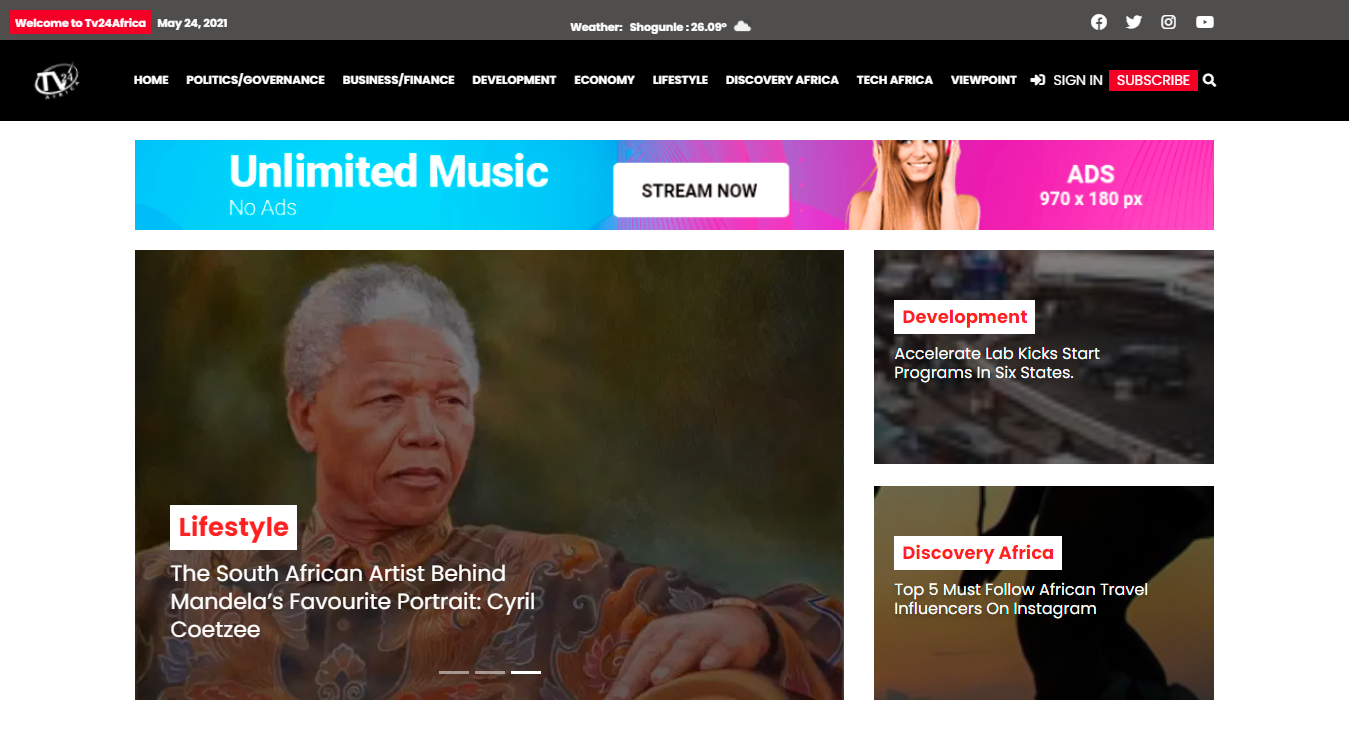 Welcome to Tv24Africa May 24, 2021
Weather: Shogunle : 26.09°
TV 24
HOME POLITICS/GOVERNANCE BUSINESS/FINANCE DEVELOPMENT ECONOMY LIFESTYLE DISCOVERY AFRICA TECH AFRICA VIEWPOINT SIGN IN SUBSCRIBE
Unlimited Music
No Ads
STREAM NOW
ADS
970 x 180 px
Lifestyle
The South African Artist Behind
Mandela’s Favourite Portrait: Cyril
Coetzee
Development
Accelerate Lab Kicks Start
Programs In Six States.
Discovery Africa
Top 5 Must Follow African Travel
Influencers On Instagram